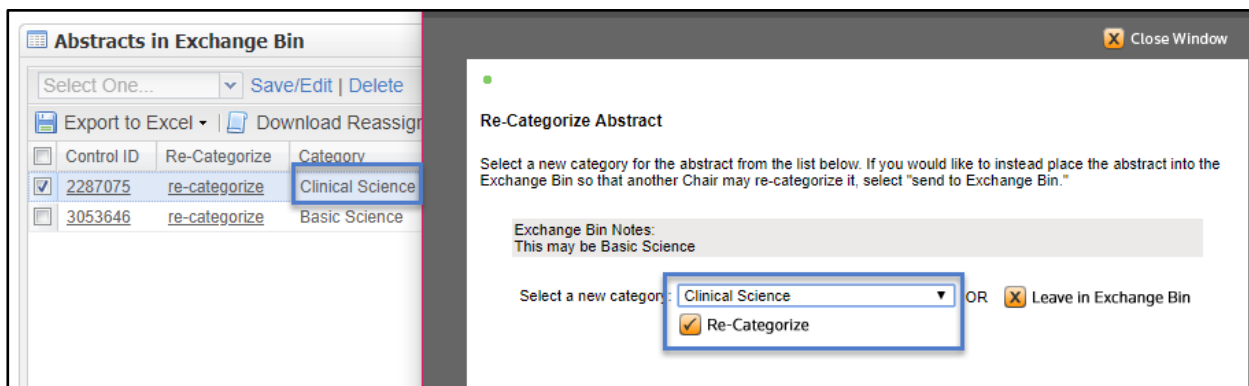 Abstracts in Exchange Bin
Select One... Save/Edit | Delete
Export to Excel | Download Reassign
Control ID Re-Categorize Category
2287075 re-categorize Clinical Science
3053646 re-categorize Basic Science
Close Window
Re-Categorize Abstract
Select a new category for the abstract from the list below. If you would like to instead place the abstract into the
Exchange Bin so that another Chair may re-categorize it, select "send to Exchange Bin."
Exchange Bin Notes:
This may be Basic Science
Select a new category: Clinical Science OR Leave in Exchange Bin
Re-Categorize